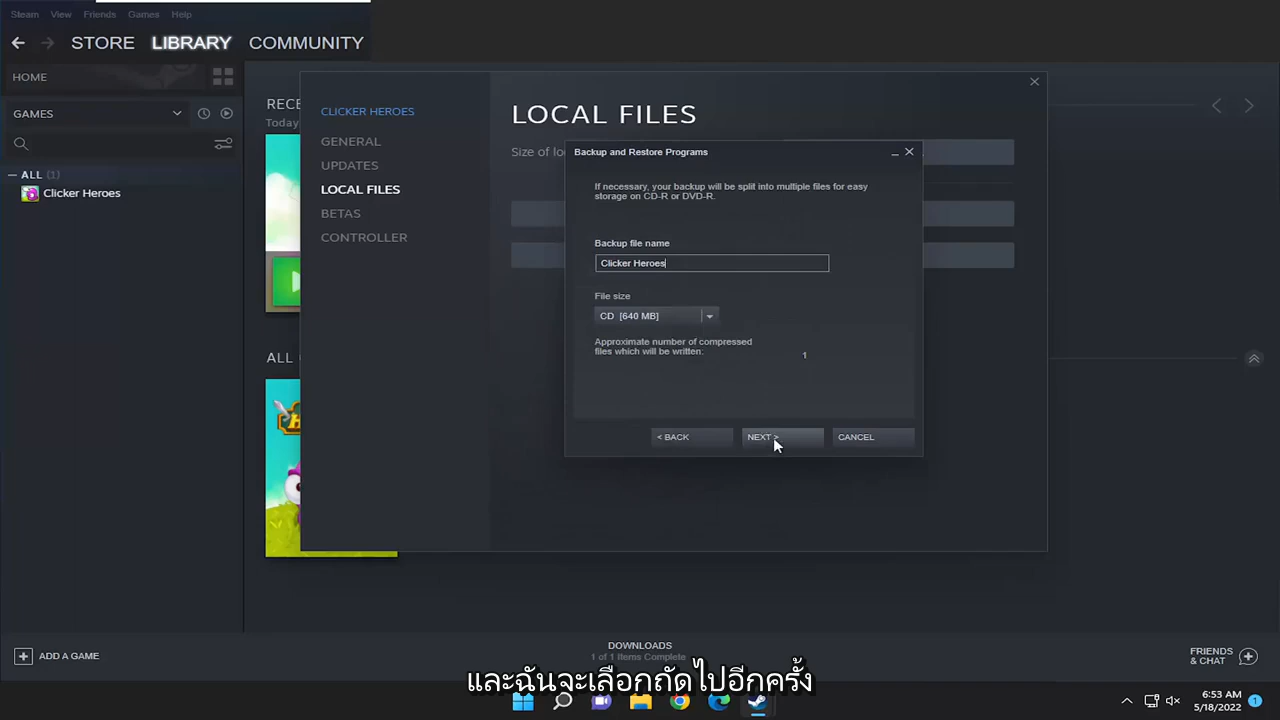 Steam View Friends Games Help
STORE LIBRARY COMMUNITY
HOME
GAMES
ALL (1)
Clicker Heroes
RECE
Today
ALL
CLICKER HEROES
GENERAL
UPDATES
LOCAL FILES
BETAS
CONTROLLER
LOCAL FILES
Size of lo
Backup and Restore Programs
If necessary, your backup will be split into multiple files for easy
storage on CD-R or DVD-R.
Backup file name
Clicker Heroes
File size
CD [640 MB]
Approximate number of compressed
files which will be written:
1
< BACK NEXT > CANCEL
ADD A GAME
DOWNLOADS
1 of 1 Items Complete
FRIENDS
& CHAT
และฉันจะเลือกถัดไปอีกครั้ง
6:53 AM
5/18/2022
1